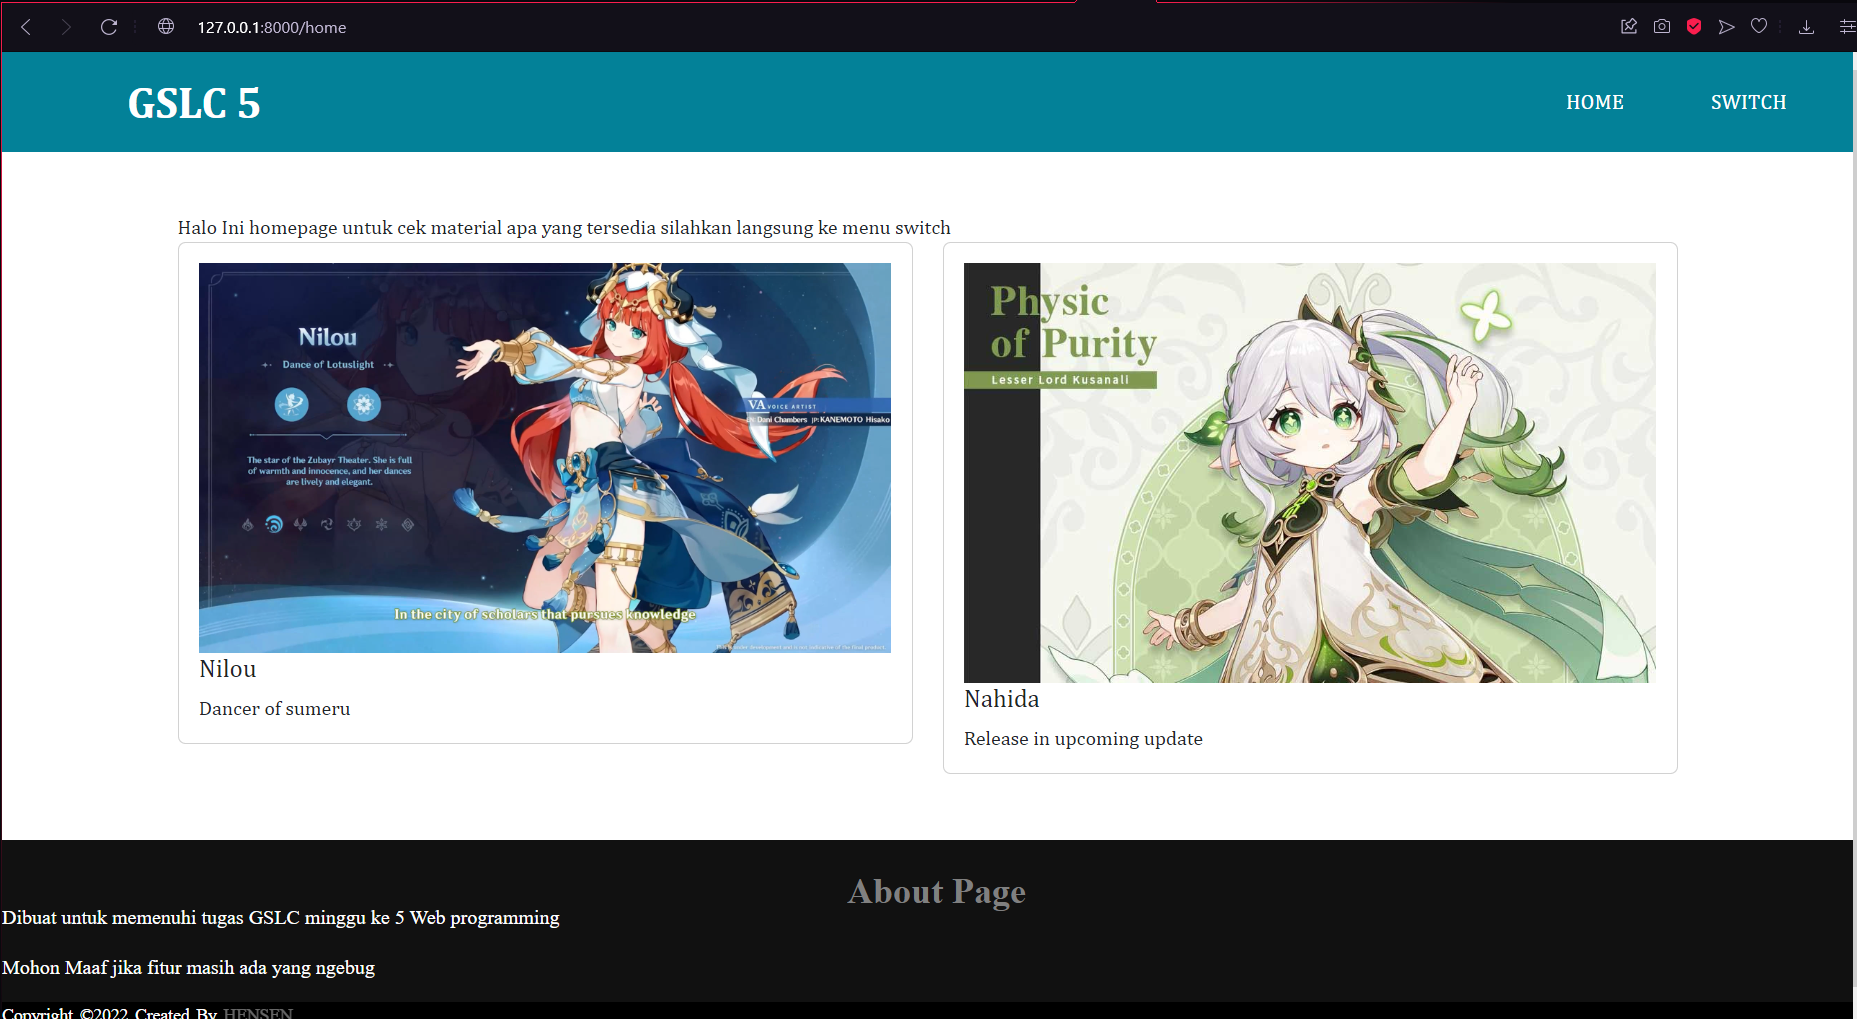 127.0.0.1:8000/home
GSLC 5
HOME
SWITCH
Halo Ini homepage untuk cek material apa yang tersedia silahkan langsung ke menu switch
Nilou
Dance of Lotuslight
VA VOICE ARTIST
EN: Dani Chambers JP: KANEMOTO Hisako
The star of the Zubayr Theater. She is full
of warmth and innocence, and her dances
are lively and elegant.
In the city of scholars that pursues knowledge
Nilou
Dancer of sumeru
Physic
of Purity
Lesser Lord Kusanali
Nahida
Release in upcoming update
About Page
Dibuat untuk memenuhi tugas GSLC minggu ke 5 Web programming
Mohon Maaf jika fitur masih ada yang ngebug
Copyright ©2022 Created By HENSEN